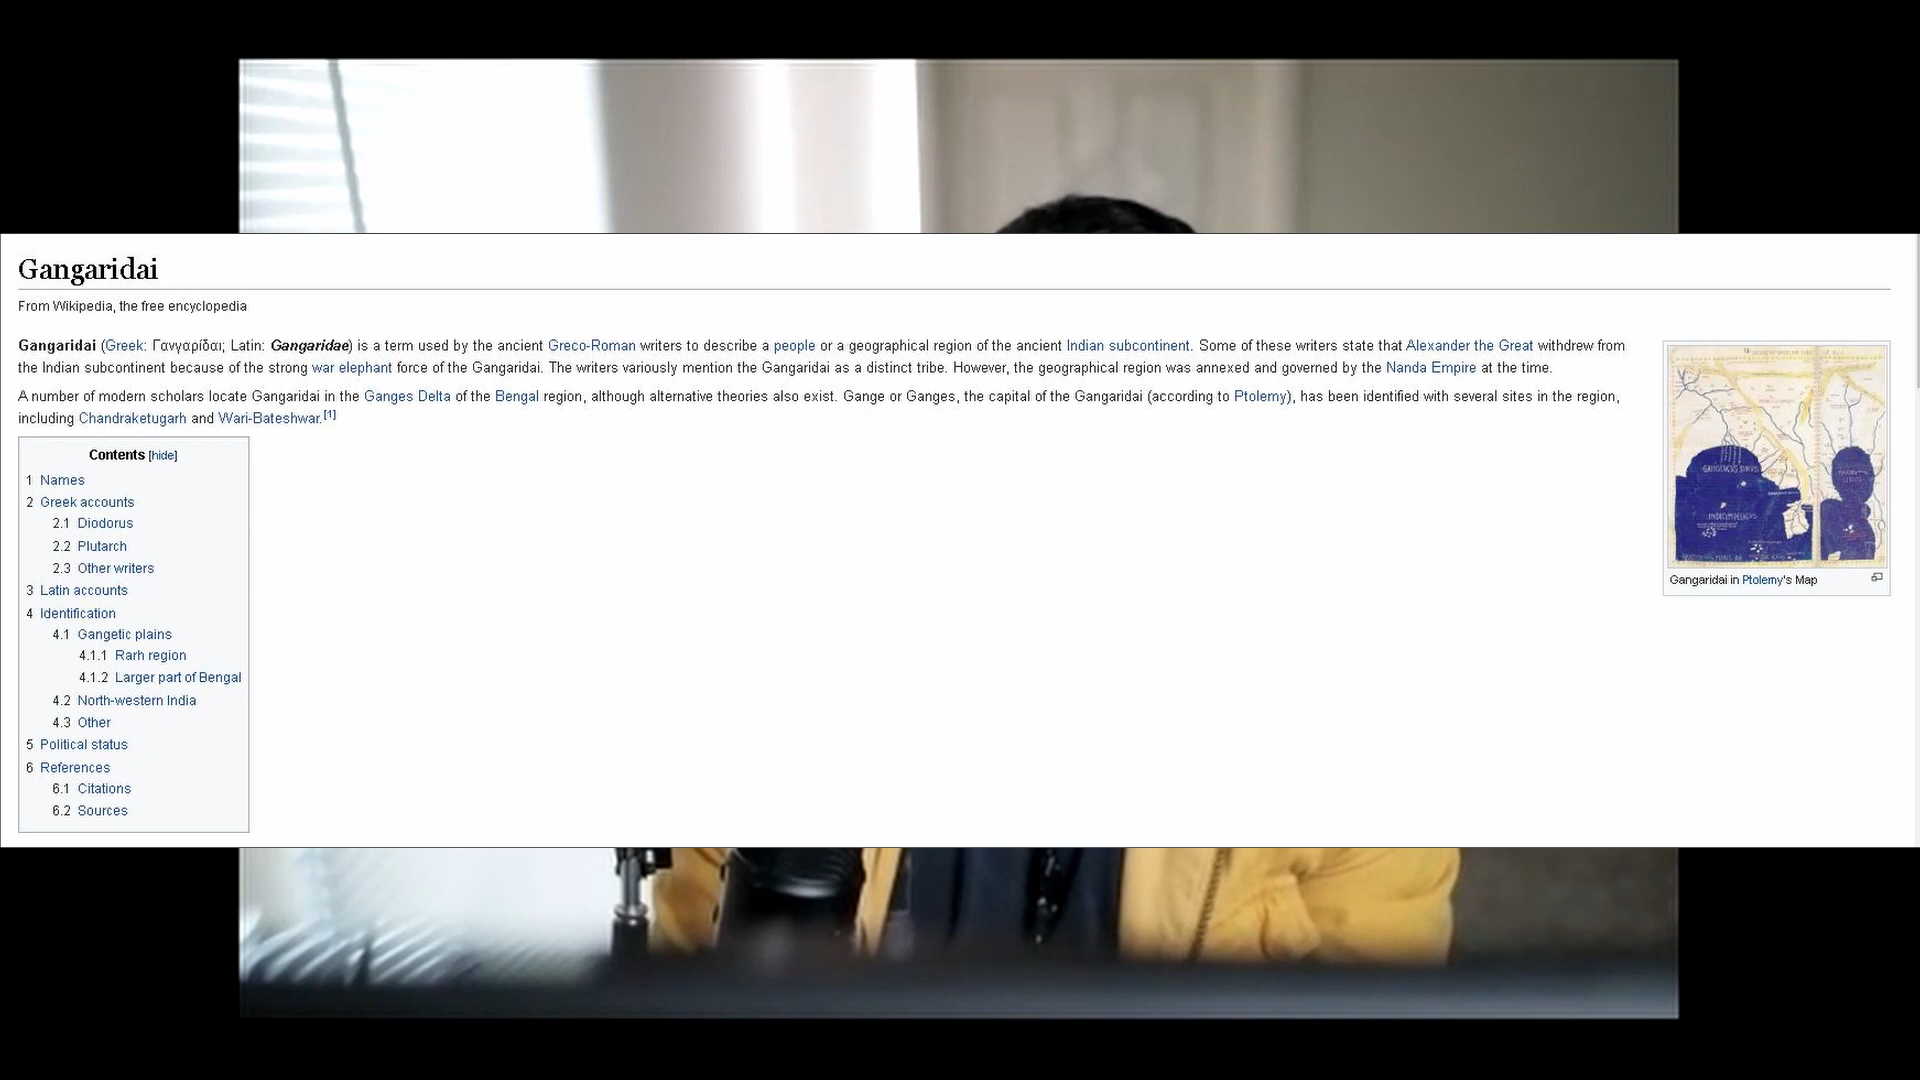 Gangaridai
From Wikipedia, the free encyclopedia
Gangaridai (Greek: Γανγαρίδαι; Latin: Gangaridae) is a term used by the ancient Greco-Roman writers to describe a people or a geographical region of the ancient Indian subcontinent. Some of these writers state that Alexander the Great withdrew from
the Indian subcontinent because of the strong war elephant force of the Gangaridai. The writers variously mention the Gangaridai as a distinct tribe. However, the geographical region was annexed and governed by the Nanda Empire at the time.
A number of modern scholars locate Gangaridai in the Ganges Delta of the Bengal region, although alternative theories also exist. Gange or Ganges, the capital of the Gangaridai (according to Ptolemy), has been identified with several sites in the region,
including Chandraketugarh and Wari-Bateshwar.[1]
Contents [hide]
1 Names
2 Greek accounts
2.1 Diodorus
2.2 Plutarch
2.3 Other writers
3 Latin accounts
4 Identification
4.1 Gangetic plains
4.1.1 Rarh region
4.1.2 Larger part of Bengal
4.2 North-western India
4.3 Other
5 Political status
6 References
6.1 Citations
6.2 Sources
Gangaridai in Ptolemy's Map